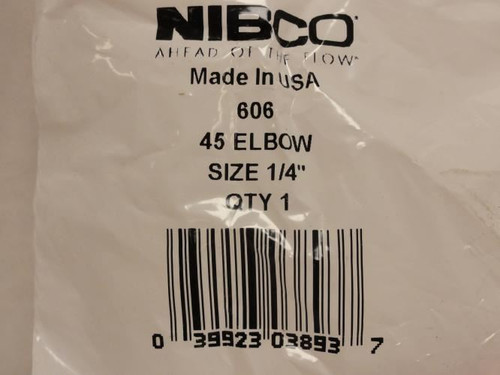 NIBCO
AHEAD OF THE FLOW
Made In USA
606
45 ELBOW
SIZE 1/4"
QTY 1
0 39923 03893 7